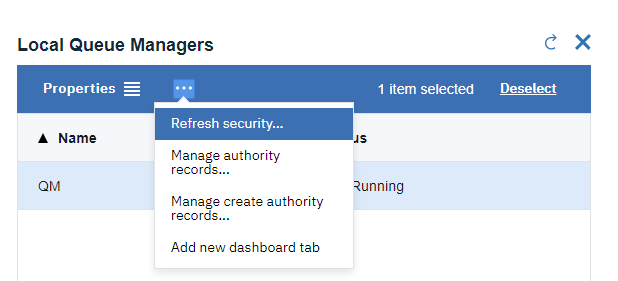 Local Queue Managers
Properties
1 item selected
Deselect
Refresh security...
▲ Name
us
Manage authority
records...
QM
Running
Manage create authority
records...
Add new dashboard tab